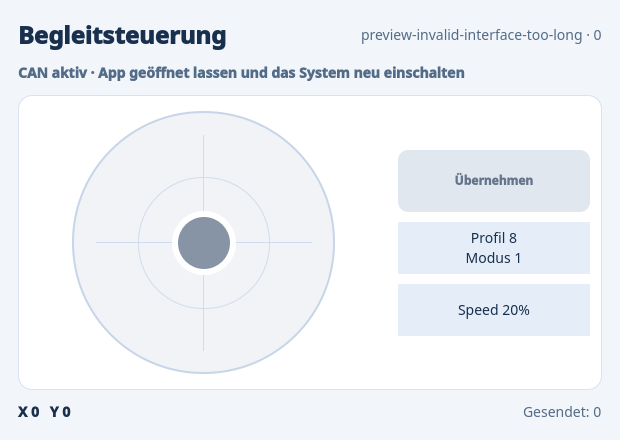 Begleitsteuerung
preview-invalid-interface-too-long · 0
CAN aktiv · App geöffnet lassen und das System neu einschalten
Übernehmen
Profil 8
Modus 1
Speed 20%
X 0 Y 0
Gesendet: 0